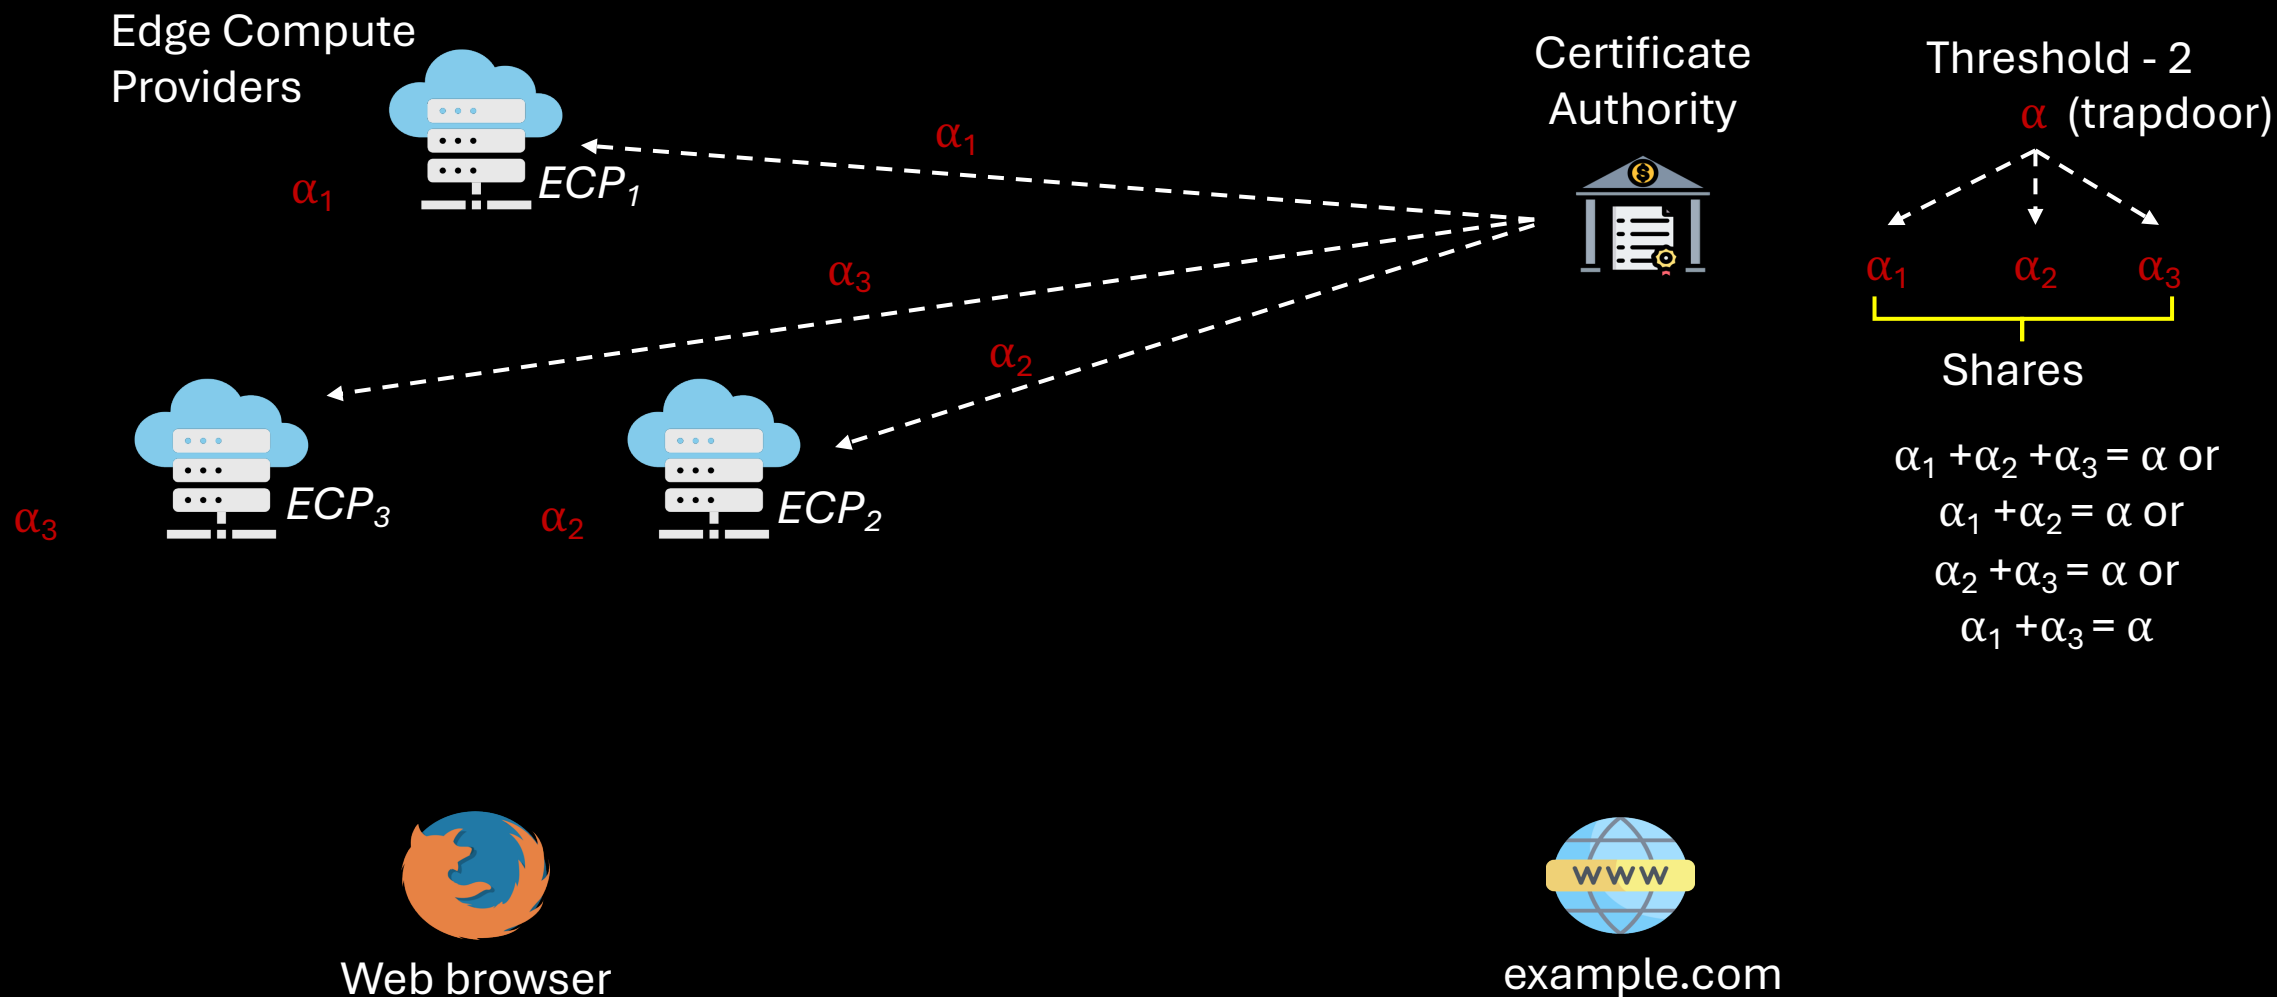 Edge Compute
Providers
ECP₁
α₁
α₁
α₃
α₂
ECP₃
α₃
ECP₂
α₂
Certificate
Authority
$
Threshold - 2
α (trapdoor)
α₁ α₂ α₃
Shares
α₁ +α₂ +α₃ = α or
α₁ +α₂ = α or
α₂ +α₃ = α or
α₁ +α₃ = α
Web browser
WWW
example.com